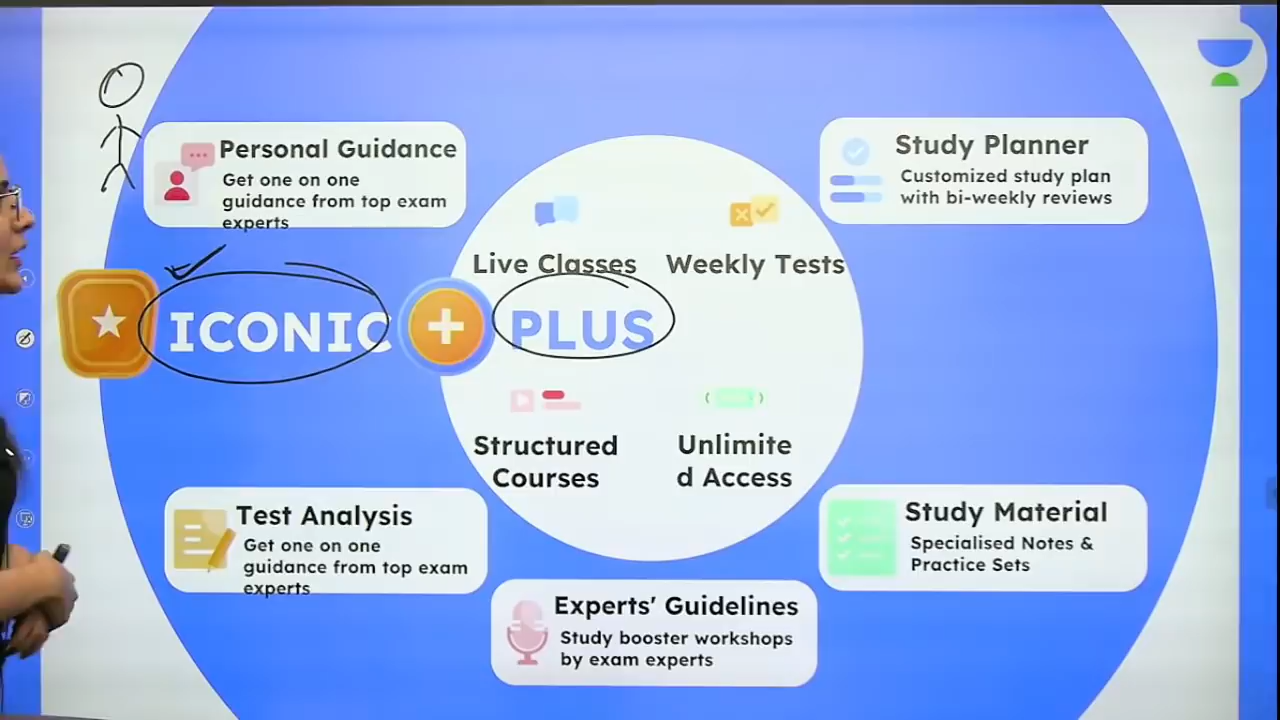 Personal Guidance
Get one on one
guidance from top exam
experts
Study Planner
Customized study plan
with bi-weekly reviews
Live Classes
Weekly Tests
ICONIC
+
PLUS
Structured
Courses
Unlimite
d Access
Test Analysis
Get one on one
guidance from top exam
experts
Study Material
Specialised Notes &
Practice Sets
Experts' Guidelines
Study booster workshops
by exam experts